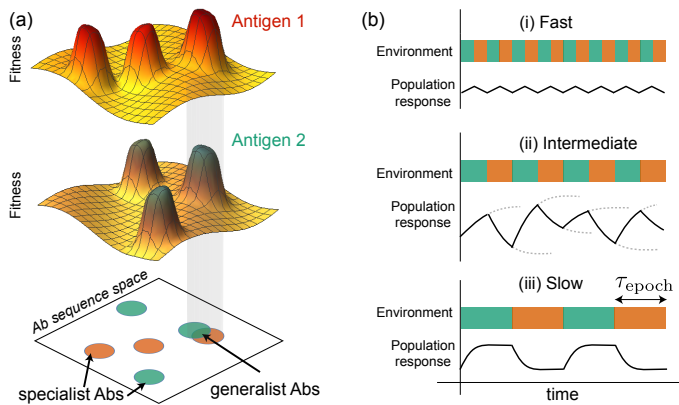 (a)
Fitness
Antigen 1
Fitness
Antigen 2
Ab sequence space
specialist Abs
generalist Abs
(b)
(i) Fast
Environment
Population
response
(ii) Intermediate
Environment
Population
response
(iii) Slow
τepoch
Environment
Population
response
time